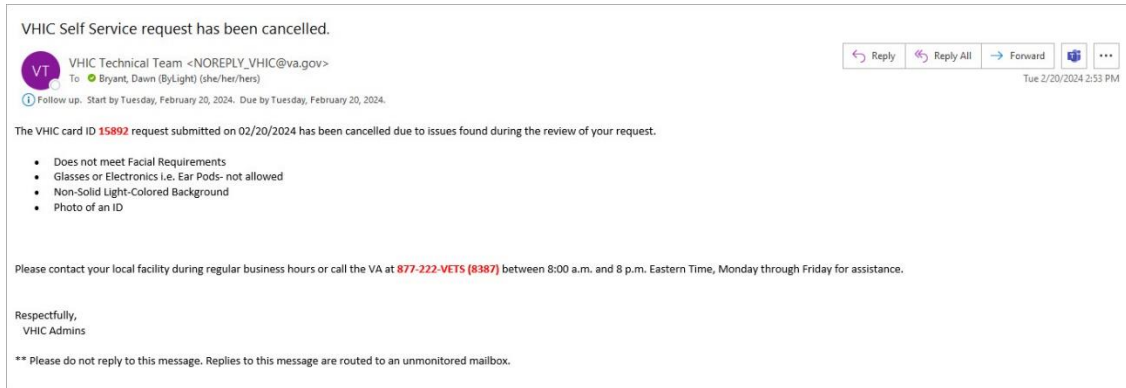 VHIC Self Service request has been cancelled.
VT
VHIC Technical Team <NOREPLY_VHIC@va.gov>
To Bryant, Dawn (ByLight) (she/her/hers)
Reply
Reply All
Forward
Tue 2/20/2024 2:53 PM
Follow up. Start by Tuesday, February 20, 2024. Due by Tuesday, February 20, 2024.
The VHIC card ID 15892 request submitted on 02/20/2024 has been cancelled due to issues found during the review of your request.
• Does not meet Facial Requirements
• Glasses or Electronics i.e. Ear Pods- not allowed
• Non-Solid Light-Colored Background
• Photo of an ID
Please contact your local facility during regular business hours or call the VA at 877-222-VETS (8387) between 8:00 a.m. and 8 p.m. Eastern Time, Monday through Friday for assistance.
Respectfully,
VHIC Admins
** Please do not reply to this message. Replies to this message are routed to an unmonitored mailbox.